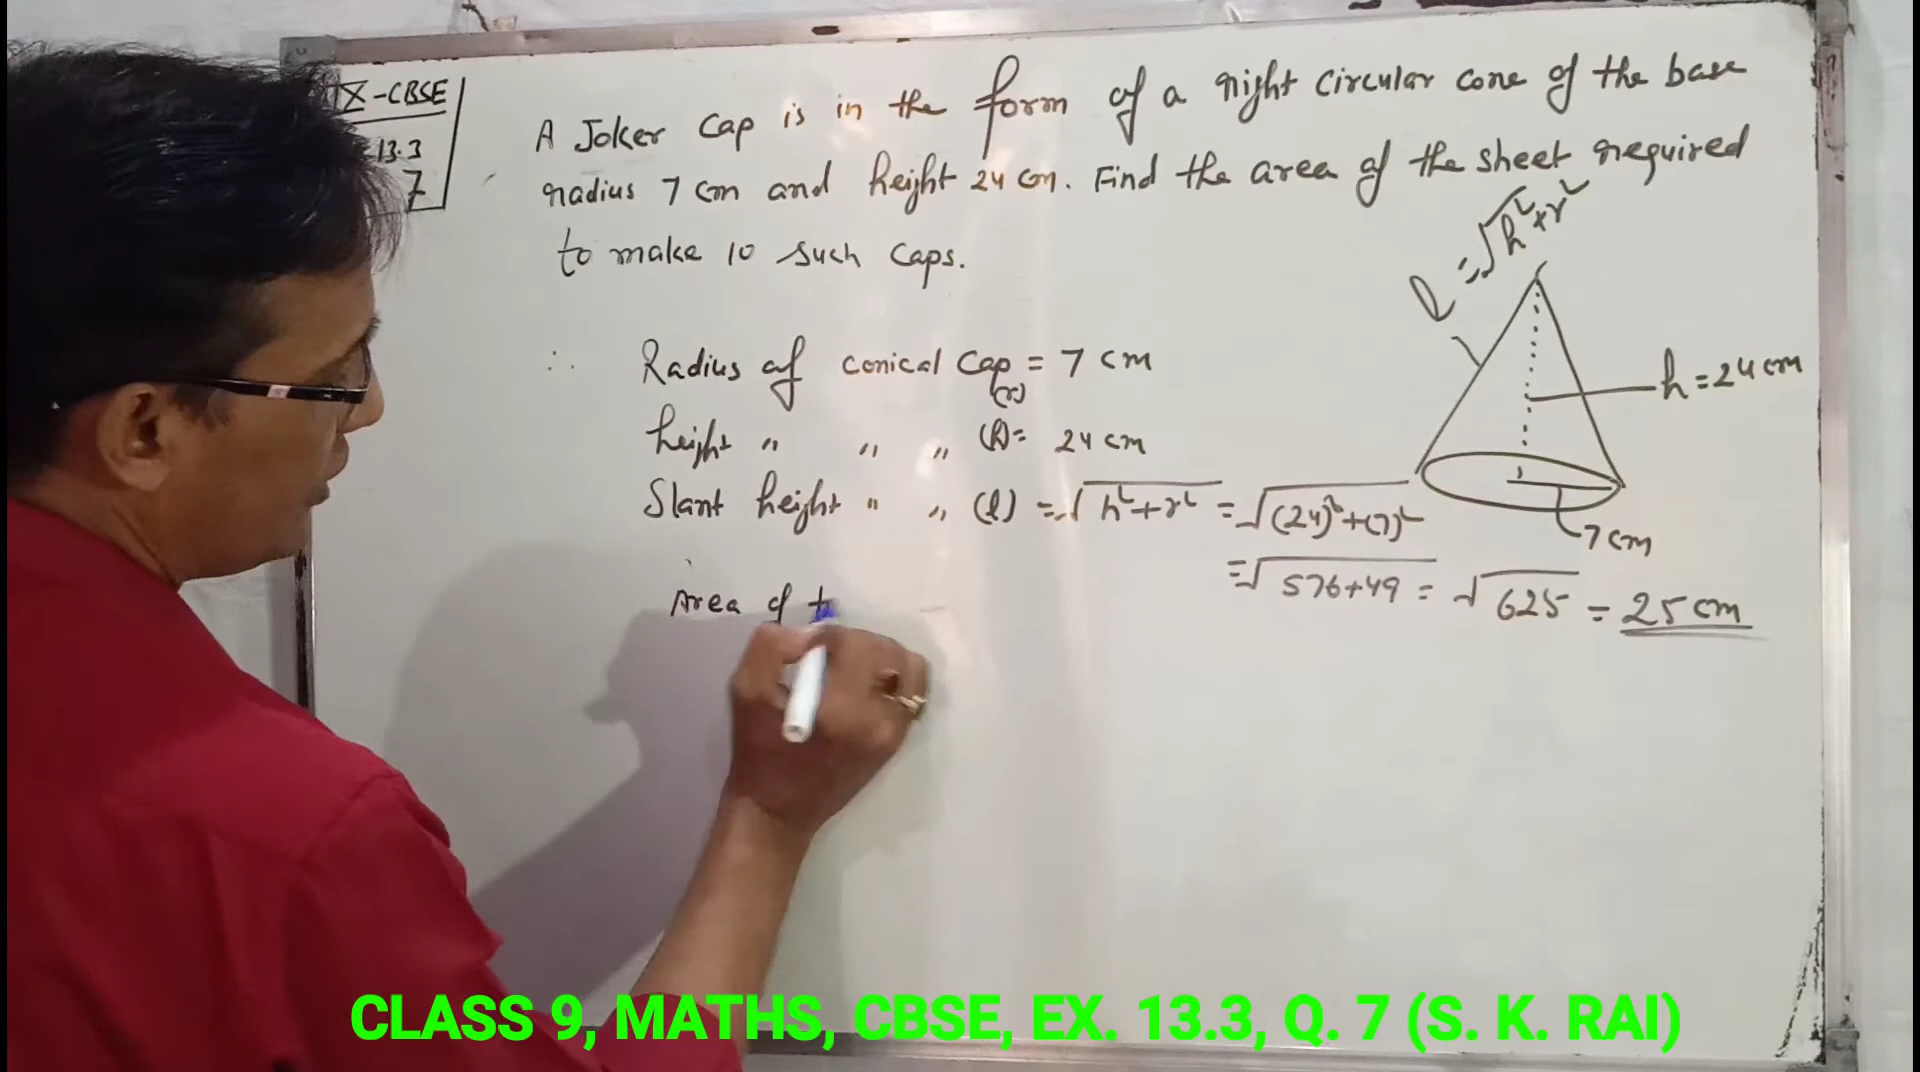 IX-CBSE
13.3
7
A Joker Cap is in the form of a right circular cone of the base
radius 7 cm and height 24 cm. Find the area of the sheet required
to make 10 such caps.
l = √h²+r²
h = 24 cm
7 cm
∴ Radius of conical Cap (r) = 7 cm
height " " " (h) = 24 cm
Slant height " " (l) = √h²+r² = √(24)²+(7)²
= √576+49 = √625 = 25 cm
Area of
CLASS 9, MATHS, CBSE, EX. 13.3, Q. 7 (S. K. RAI)